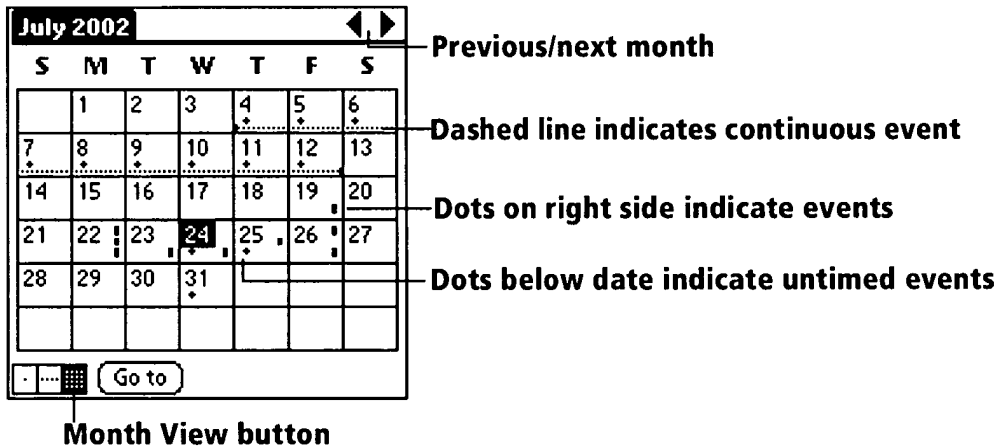 July 2002
Previous/next month
S M T W T F S
1 2 3 4 5 6
Dashed line indicates continuous event
7 8 9 10 11 12 13
14 15 16 17 18 19 20
Dots on right side indicate events
21 22 23 24 25 26 27
Dots below date indicate untimed events
28 29 30 31
Go to
Month View button